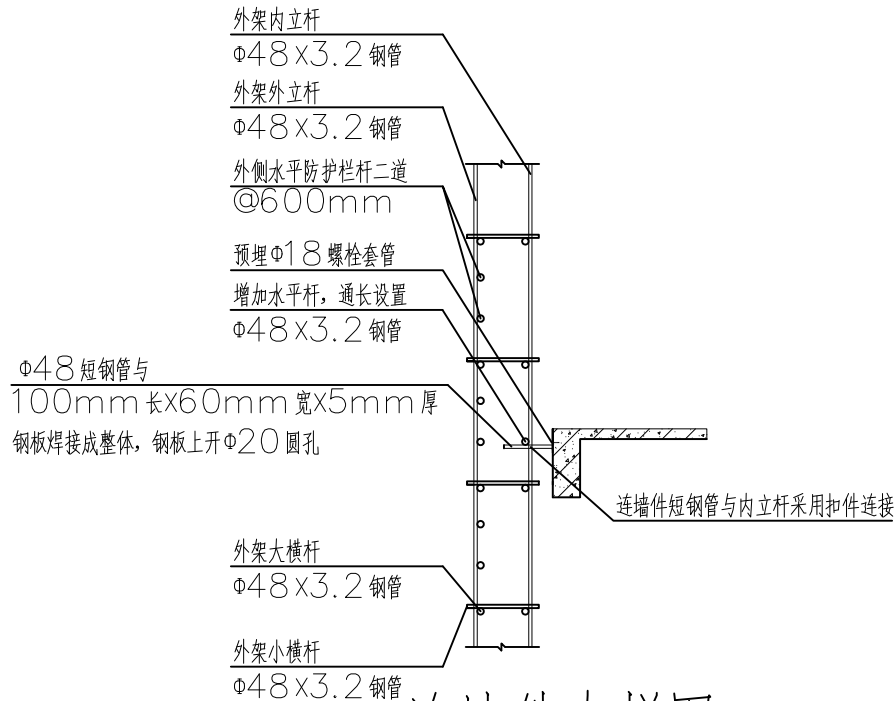 外架内立杆
Φ48X3.2钢管
外架外立杆
Φ48X3.2钢管
外侧水平防护栏杆二道
@600mm
预埋Φ18螺栓套管
增加水平杆，通长设置
Φ48X3.2钢管
Φ48短钢管与
100mm长X60mm宽X5mm厚
钢板焊接成整体，钢板上开Φ20圆孔
连墙件短钢管与内立杆采用扣件连接
外架大横杆
Φ48X3.2钢管
外架小横杆
Φ48X3.2钢管